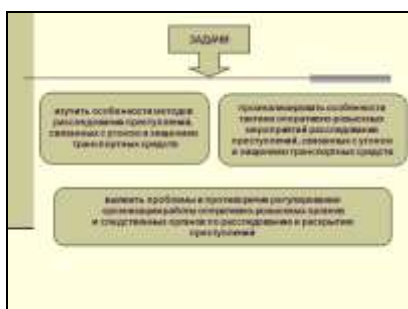 ЗАДАЧИ
изучить особенности методов
расследования преступлений,
связанных с угоном и хищением
транспортных средств
проанализировать особенности
тактики оперативно-розыскных
мероприятий расследования
преступлений, связанных с угоном
и хищением транспортных средств
выявить проблемы и противоречия регулирования
организации работы оперативно-розыскных органов
и следственных органов по расследованию и раскрытию
преступлений